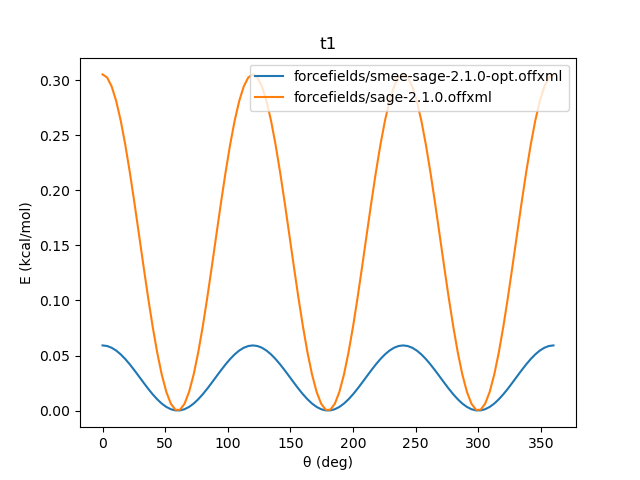 t1
forcefields/smee-sage-2.1.0-opt.offxml
forcefields/sage-2.1.0.offxml
E (kcal/mol)
0.30
0.25
0.20
0.15
0.10
0.05
0.00
0 50 100 150 200 250 300 350
θ (deg)